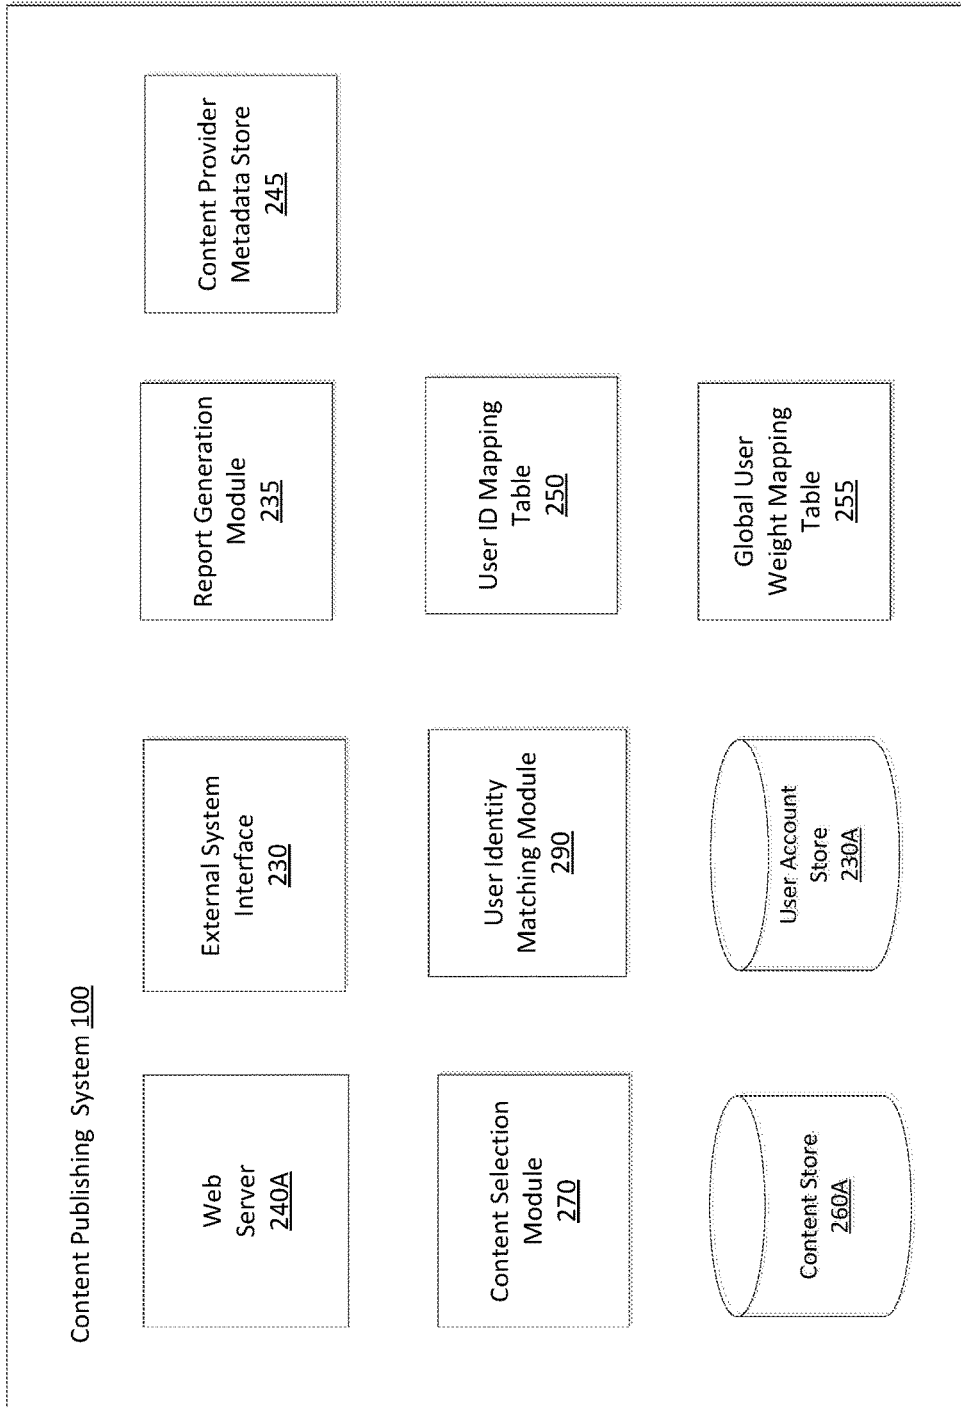 Content Publishing System 100
Web
Server
240A
External System
Interface
230
Report Generation
Module
235
Content Provider
Metadata Store
245
Content Selection
Module
270
User Identity
Matching Module
290
User ID Mapping
Table
250
Content Store
260A
User Account
Store
230A
Global User
Weight Mapping
Table
255